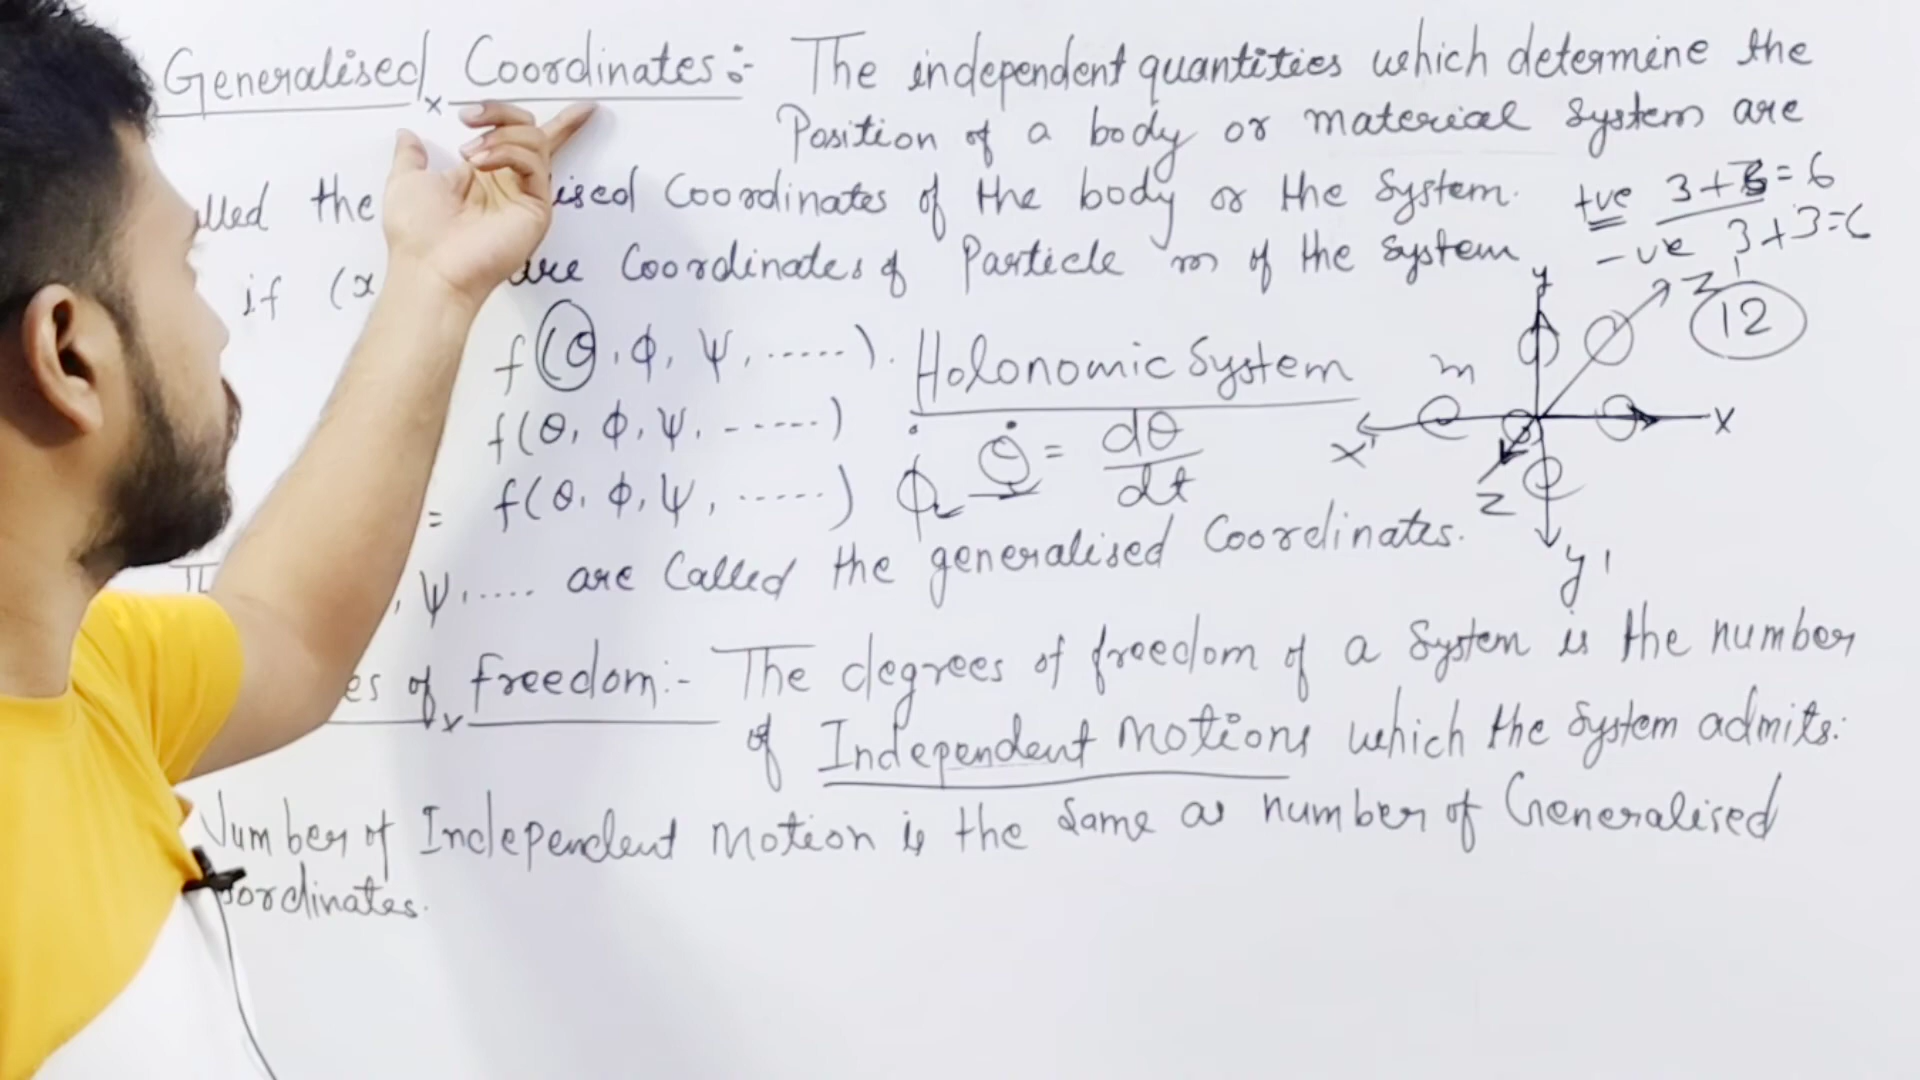 Generalised Coordinates :- The independent quantities which determine the
Position of a body or material System are
the Coordinates of the body or the System.
+ve 3+3=6
-ve 3+3=6
if (x are Coordinates of Particle m of the System
12
f(θ, ϕ, ψ, ......). Holonomic System
f(θ, ϕ, ψ, ......)
= f(θ, ϕ, ψ, ......) ϕ̇ θ̇ = dθ/dt
y
z'
m
x
x'
z
y'
, ψ, .... are Called the generalised Coordinates.
of freedom :- The degrees of freedom of a System is the number
of Independent Motions which the System admits.
Number of Independent Motion is the Same as number of Generalised